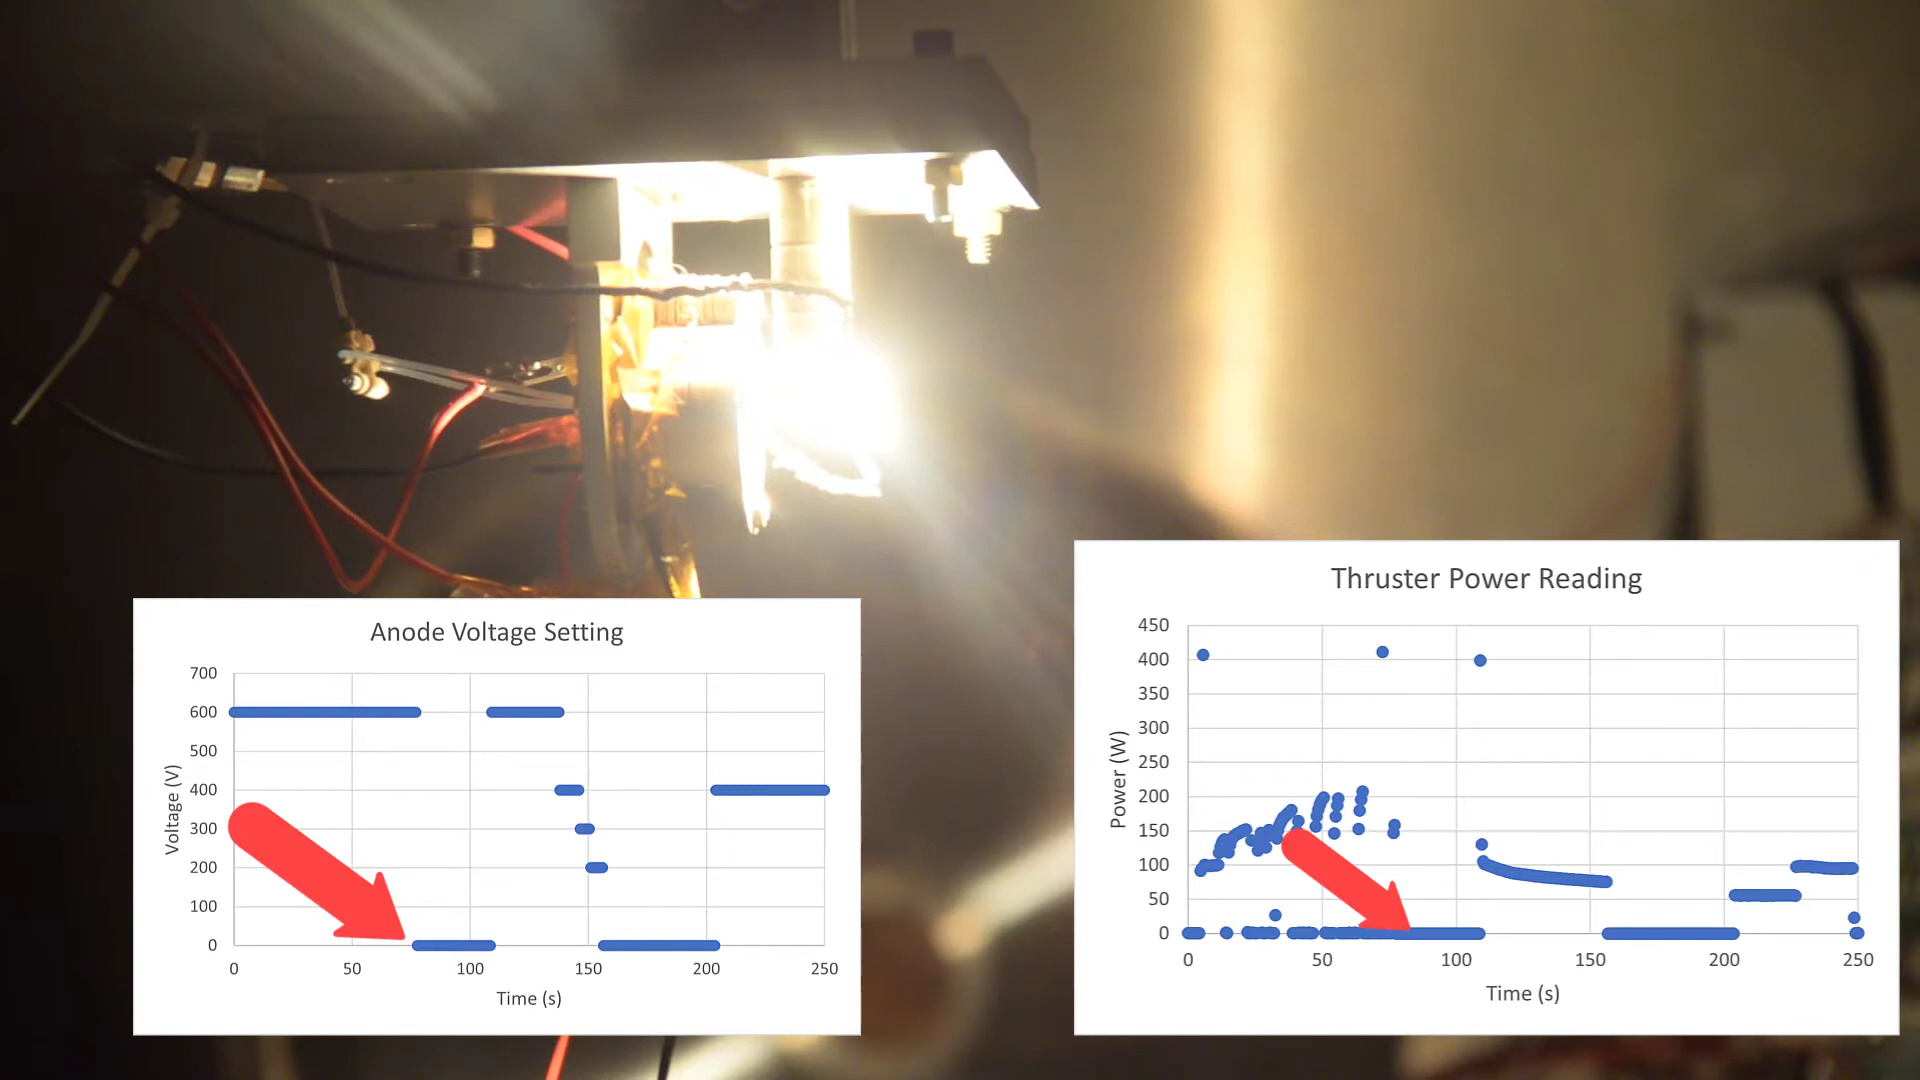 Anode Voltage Setting
700
600
500
400
300
200
100
0
Voltage (V)
0 50 100 150 200 250
Time (s)
Thruster Power Reading
450
400
350
300
250
200
150
100
50
0
Power (W)
0 50 100 150 200 250
Time (s)